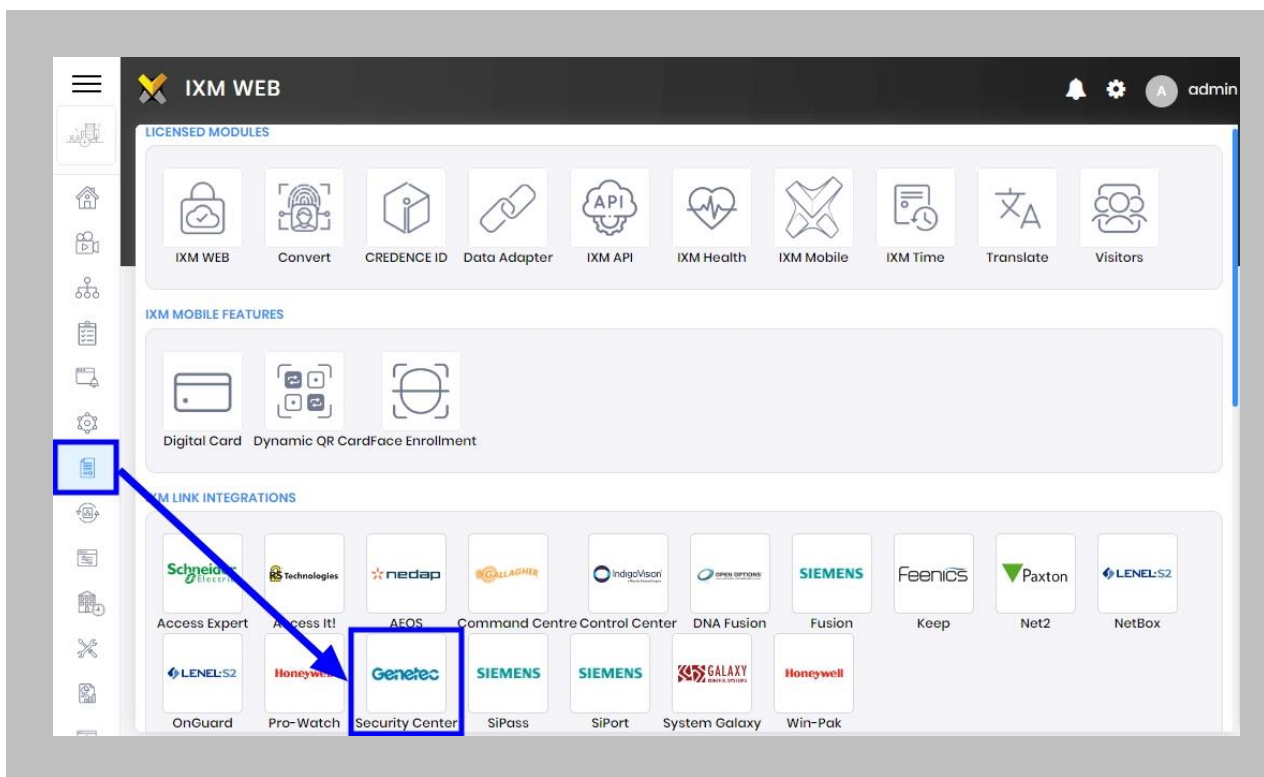 IXM WEB
A admin
LICENSED MODULES
API
文A
IXM WEB Convert CREDENCE ID Data Adapter IXM API IXM Health IXM Mobile IXM Time Translate Visitors
IXM MOBILE FEATURES
Digital Card Dynamic QR Card Face Enrollment
IXM LINK INTEGRATIONS
Schneider Electric RS Technologies nedap GALLAGHER IndigoVision OPEN OPTIONS SIEMENS Feenics Paxton LENEL·S2
Access Expert Access It! AEOS Command Centre Control Center DNA Fusion Fusion Keep Net2 NetBox
LENEL·S2 Honeywell Genetec SIEMENS SIEMENS GALAXY Honeywell
OnGuard Pro-Watch Security Center SiPass SiPort System Galaxy Win-Pak